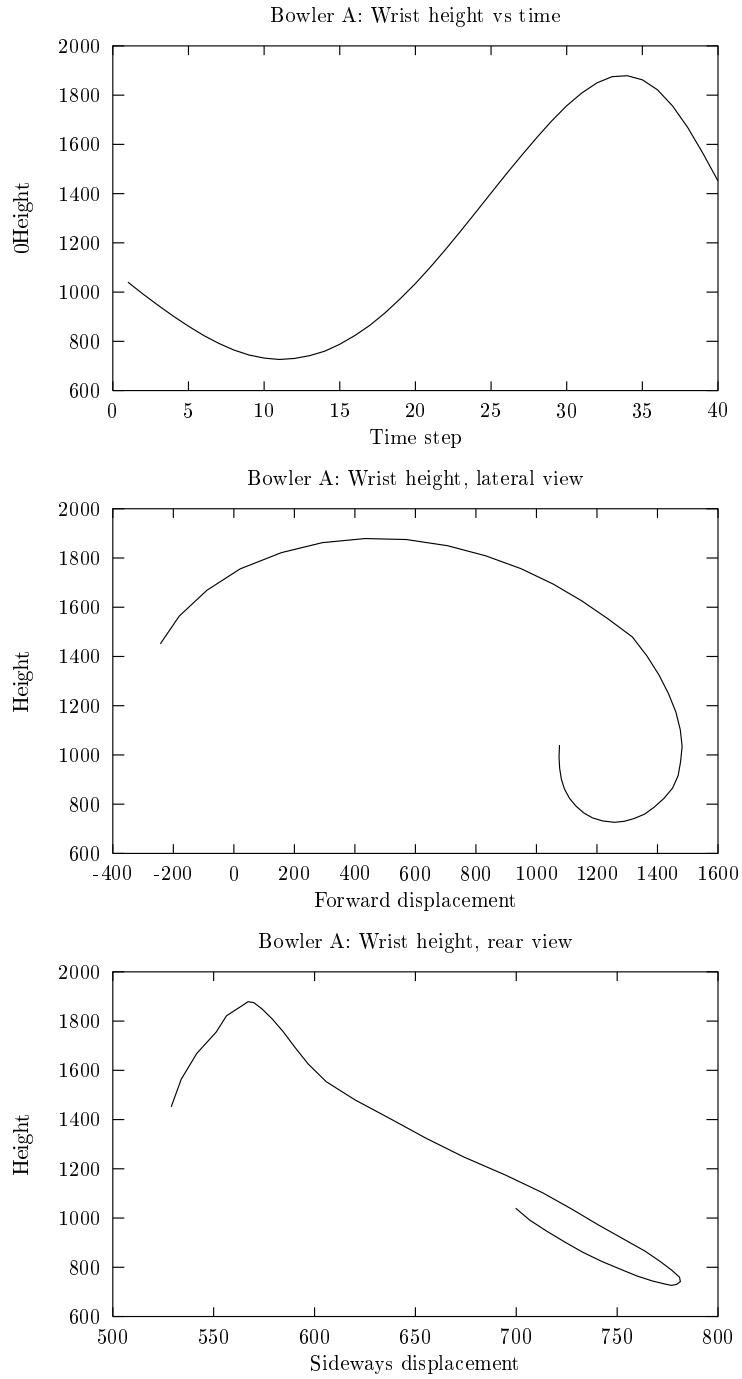 Bowler A: Wrist height vs time
2000
1800
1600
1400
1200
1000
800
600
0Height
0 5 10 15 20 25 30 35 40
Time step
Bowler A: Wrist height, lateral view
2000
1800
1600
1400
1200
1000
800
600
Height
-400 -200 0 200 400 600 800 1000 1200 1400 1600
Forward displacement
Bowler A: Wrist height, rear view
2000
1800
1600
1400
1200
1000
800
600
Height
500 550 600 650 700 750 800
Sideways displacement